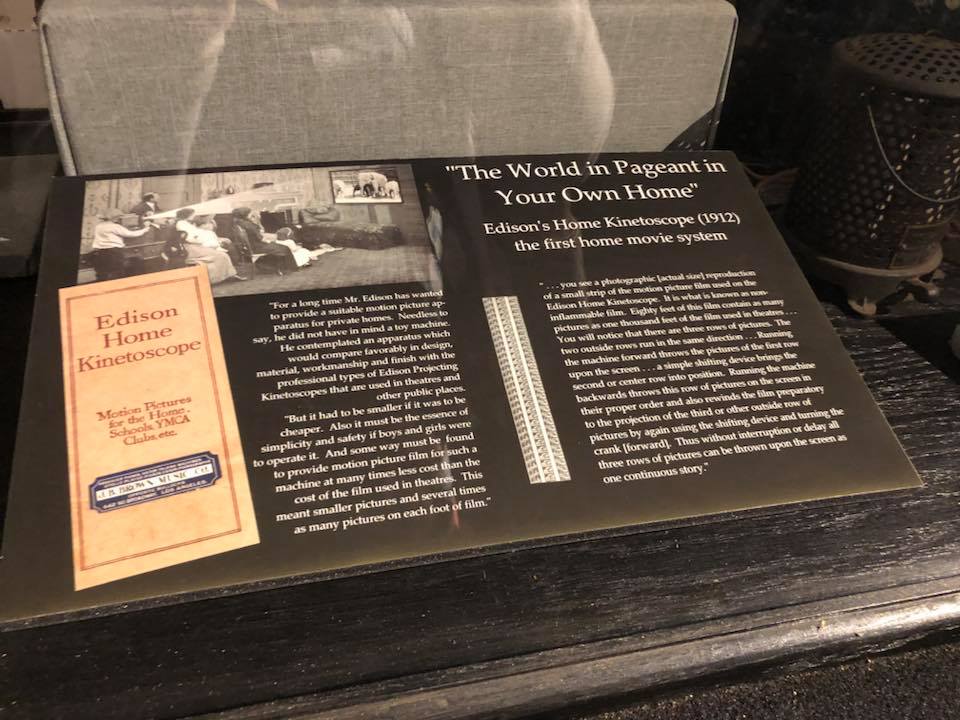 "The World in Pageant in
Your Own Home"
Edison's Home Kinetoscope (1912)
the first home movie system
Edison
Home
Kinetoscope
Motion Pictures
for the Home,
Schools, YMCA
Clubs, etc.
J. B. BROWN MUSIC CO.
"For a long time Mr. Edison has wanted
to provide a suitable motion picture ap-
paratus for private homes. Needless to
say, he did not have in mind a toy machine.
He contemplated an apparatus which
would compare favorably in design,
material, workmanship and finish with the
professional types of Edison Projecting
Kinetoscopes that are used in theatres and
other public places.
"But it had to be smaller if it was to be
cheaper. Also it must be the essence of
simplicity and safety if boys and girls were
to operate it. And some way must be found
to provide motion picture film for such a
machine at many times less cost than the
cost of the film used in theatres. This
meant smaller pictures and several times
as many pictures on each foot of film."
" . . . you see a photographic [actual size] reproduction
of a small strip of the motion picture film used on the
Edison Home Kinetoscope. It is what is known as non-
inflammable film. Eighty feet of this film contain as many
pictures as one thousand feet of the film used in theatres . . .
You will notice that there are three rows of pictures. The
two outside rows run in the same direction . . . . Turning
the machine forward throws the pictures of the first row
upon the screen . . . a simple shifting device brings the
second or center row into position. Running the machine
backwards throws this row of pictures on the screen in
their proper order and also rewinds the film preparatory
to the projection of the third or other outside row of
pictures by again using the shifting device and turning the
crank [forward]. Thus without interruption or delay all
three rows of pictures can be thrown upon the screen as
one continuous story."